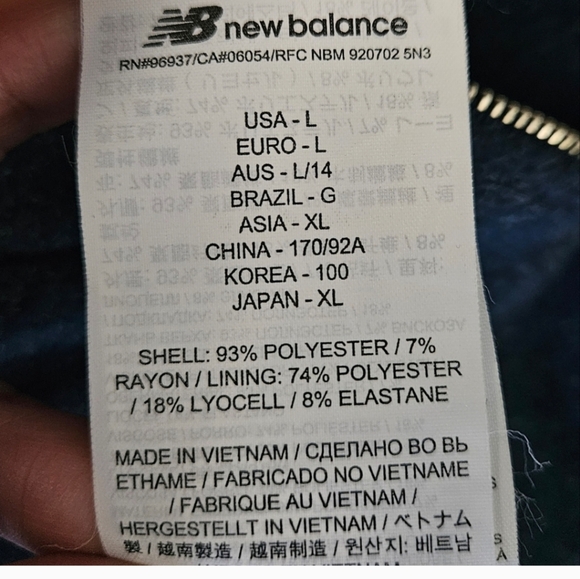 new balance
RN#96937/CA#06054/RFC NBM 920702 5N3
USA - L
EURO - L
AUS - L/14
BRAZIL - G
ASIA - XL
CHINA - 170/92A
KOREA - 100
JAPAN - XL
SHELL: 93% POLYESTER / 7%
RAYON / LINING: 74% POLYESTER
/ 18% LYOCELL / 8% ELASTANE
MADE IN VIETNAM / СДЕЛАНО ВО ВЬ
ЕТНАМЕ / FABRICADO NO VIETNAME
/ FABRIQUE AU VIETNAM /
HERGESTELLT IN VIETNAM / ベトナム
製 / 越南製造 / 越南制造 / 원산지: 베트남